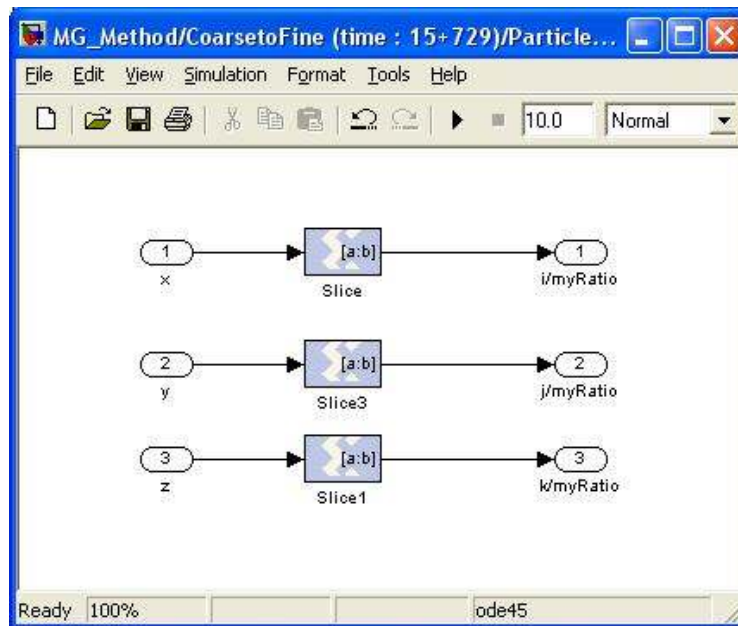 MG_Method/CoarsetoFine (time : 15+729)/Particle...
File Edit View Simulation Format Tools Help
10.0 Normal
1 [a:b] 1
x Slice i/myRatio
2 [a:b] 2
y Slice3 j/myRatio
3 [a:b] 3
z Slice1 k/myRatio
Ready 100% ode45